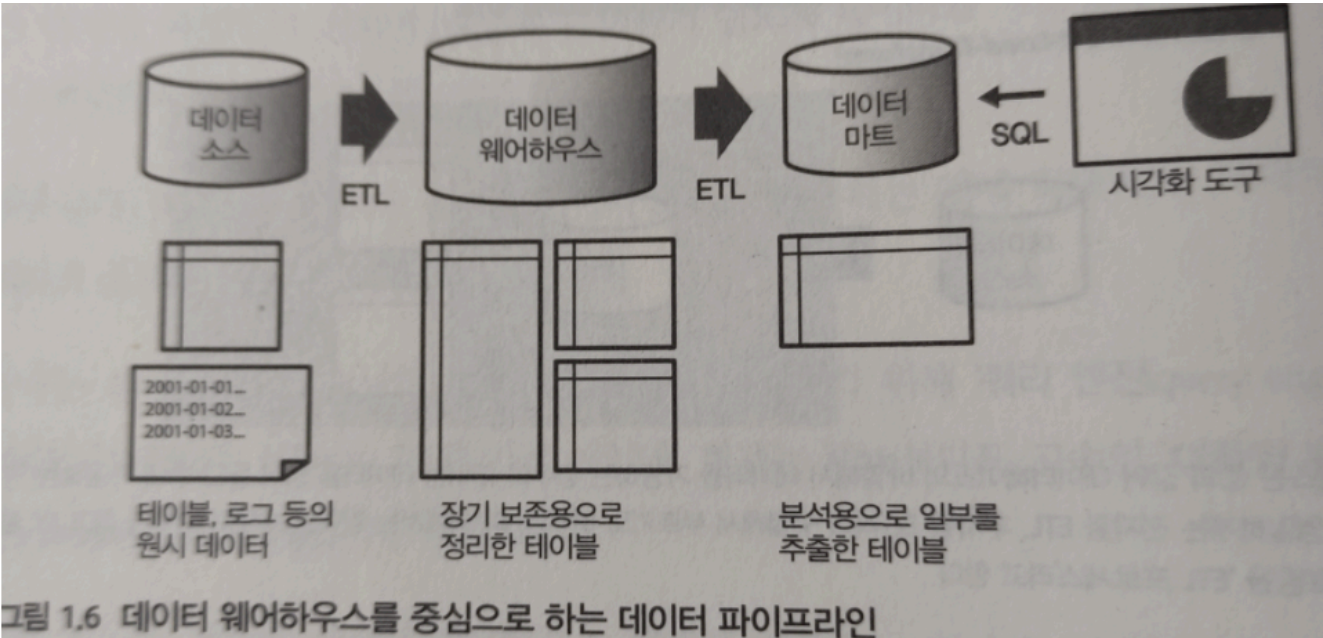 데이터
소스
ETL
데이터
웨어하우스
ETL
데이터
마트
SQL
시각화 도구
2001-01-01...
2001-01-02...
2001-01-03...
테이블, 로그 등의
원시 데이터
장기 보존용으로
정리한 테이블
분석용으로 일부를
추출한 테이블
그림 1.6 데이터 웨어하우스를 중심으로 하는 데이터 파이프라인